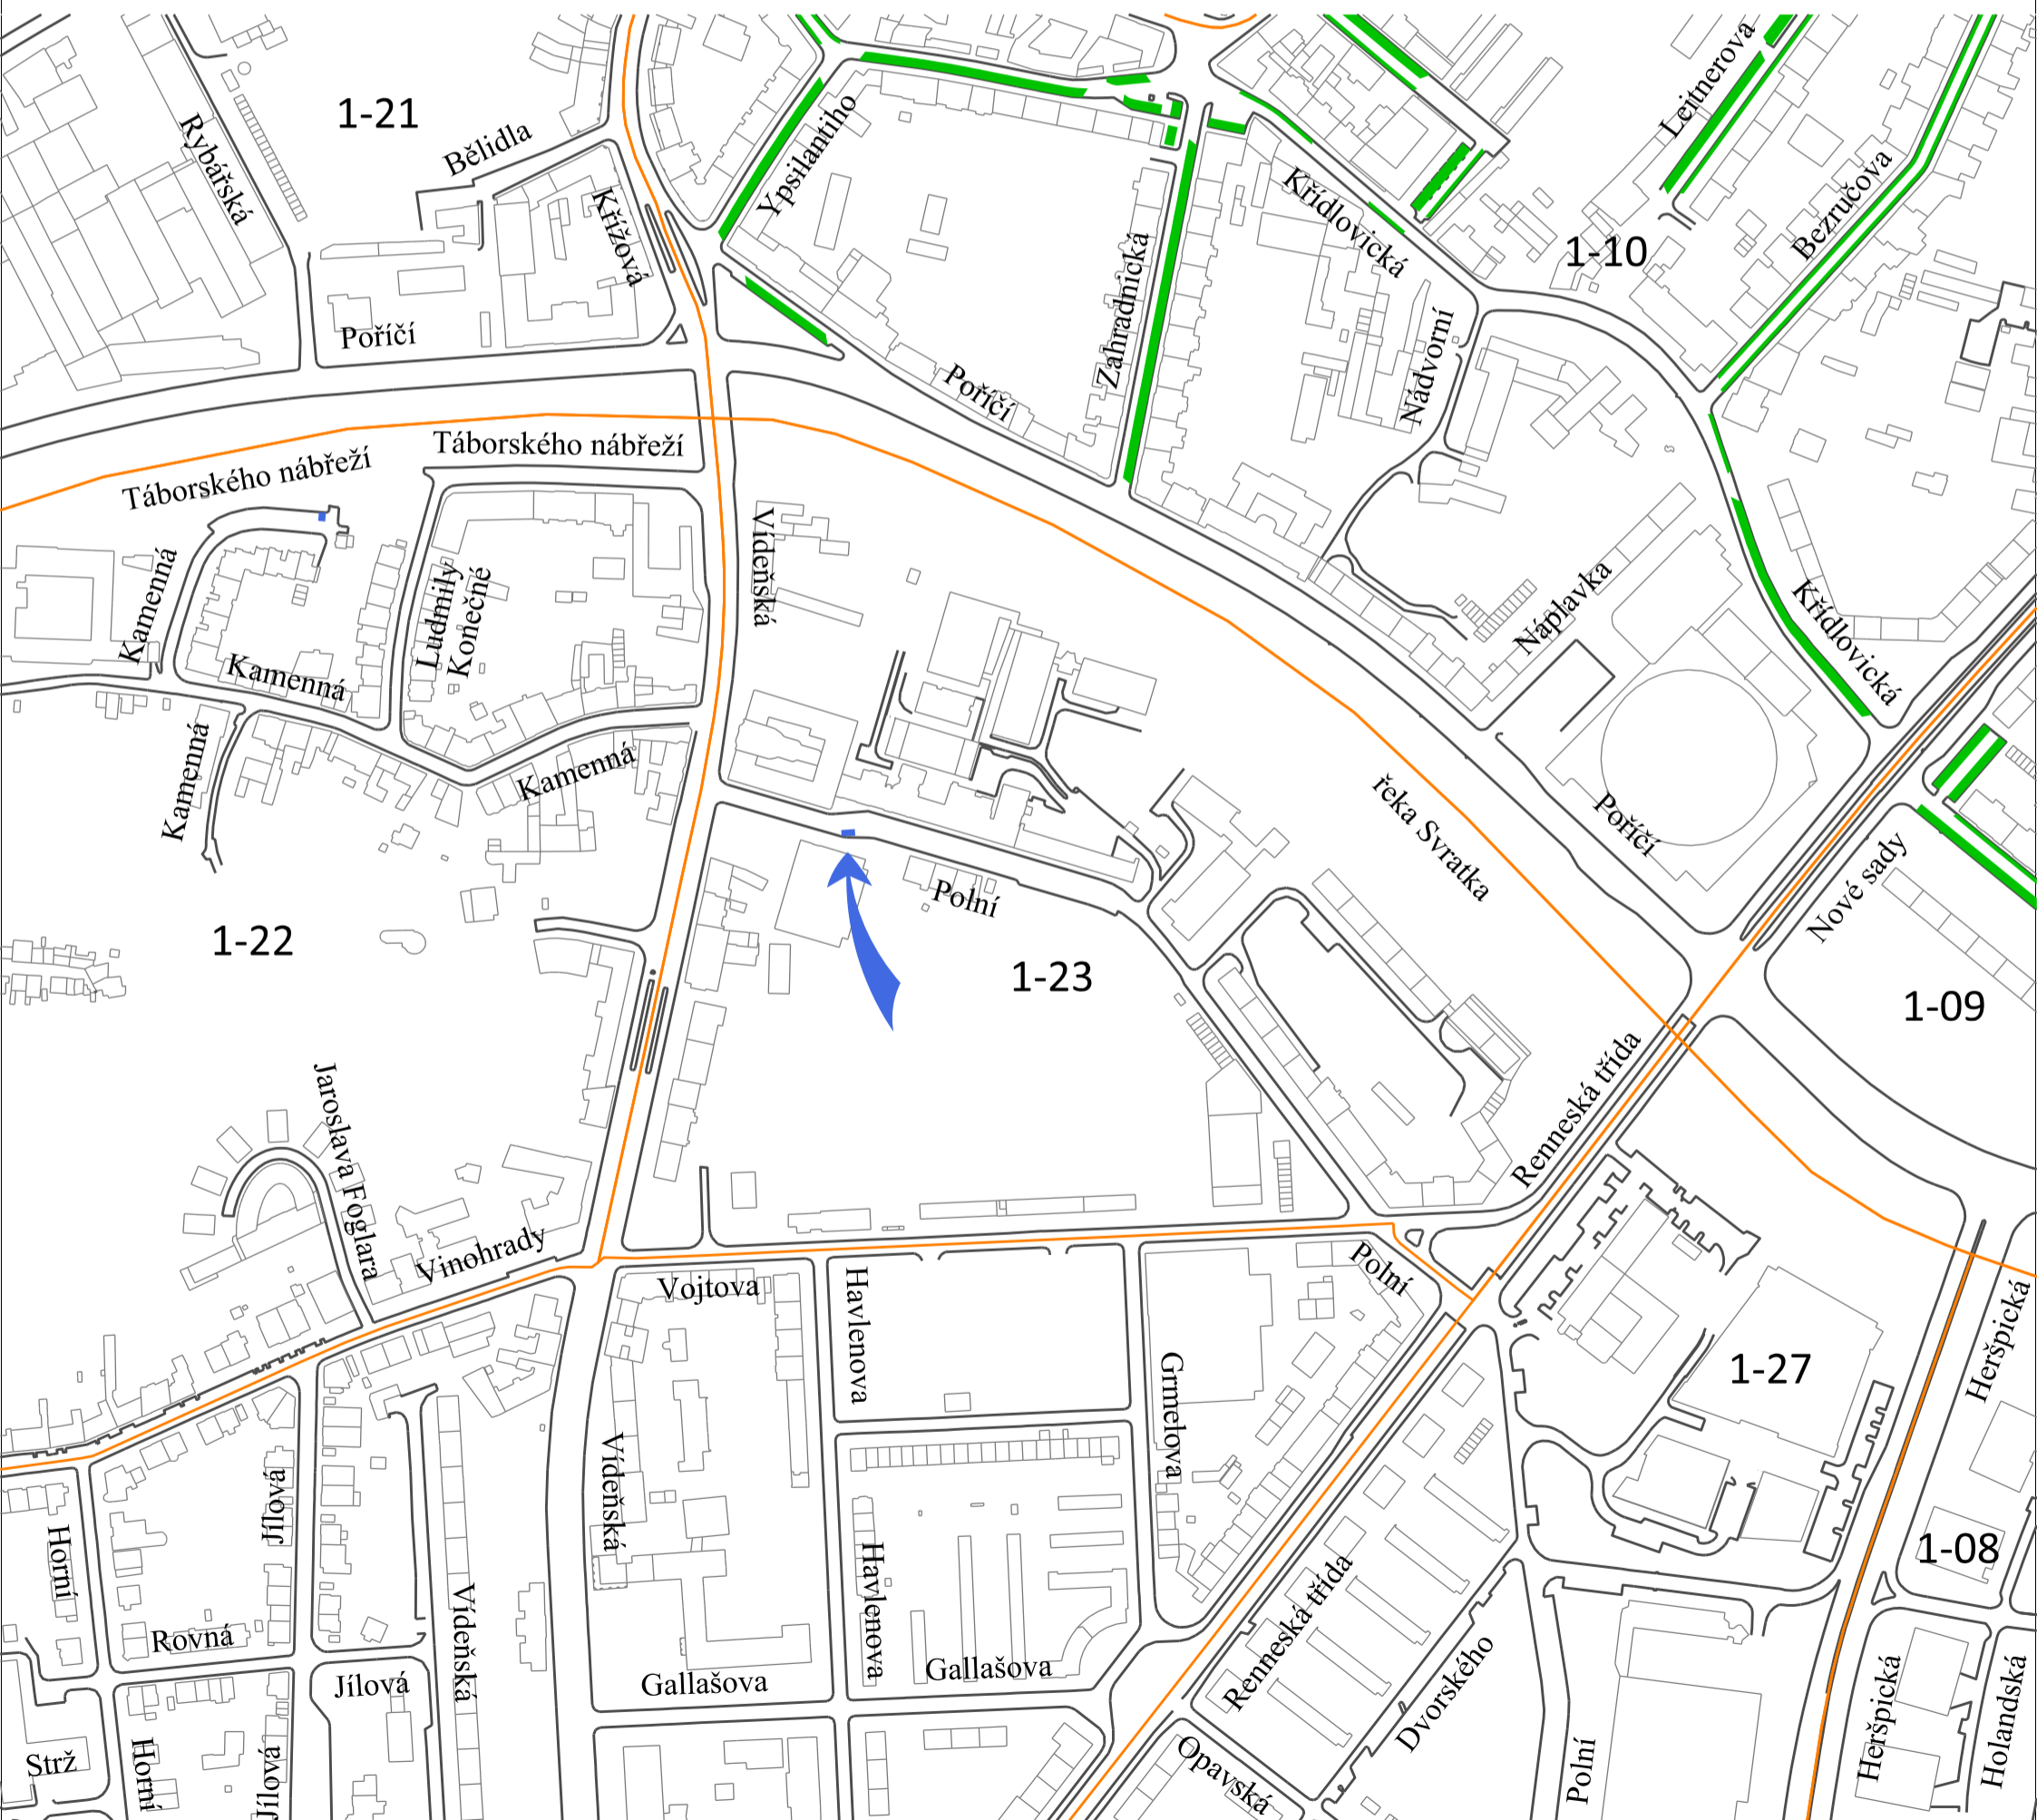 1-21
Bělidla
Rybářská
Křížová
Ypsilantiho
Leitnerova
Bezručova
Křídlovická
1-10
Zahradnická
Nádvorní
Poříčí
Poříčí
Táborského nábřeží
Táborského nábřeží
Vídeňská
Kamenná
Ludmily
Konečné
Kamenná
Kamenná
Kamenná
Náplavka
Křídlovická
řeka Svratka
Poříčí
Nové sady
Polní
1-22
1-23
1-09
Renneská třída
Jaroslava Foglara
Vinohrady
Vojtova
Havlenova
Polní
Grmelova
1-27
Heršpická
Jílová
Vídeňská
Horní
Havlenova
1-08
Renneská třída
Rovná
Jílová
Vídeňská
Gallašova
Gallašova
Dvorského
Heršpická
Holandská
Strž
Horní
Jílová
Opavská
Polní